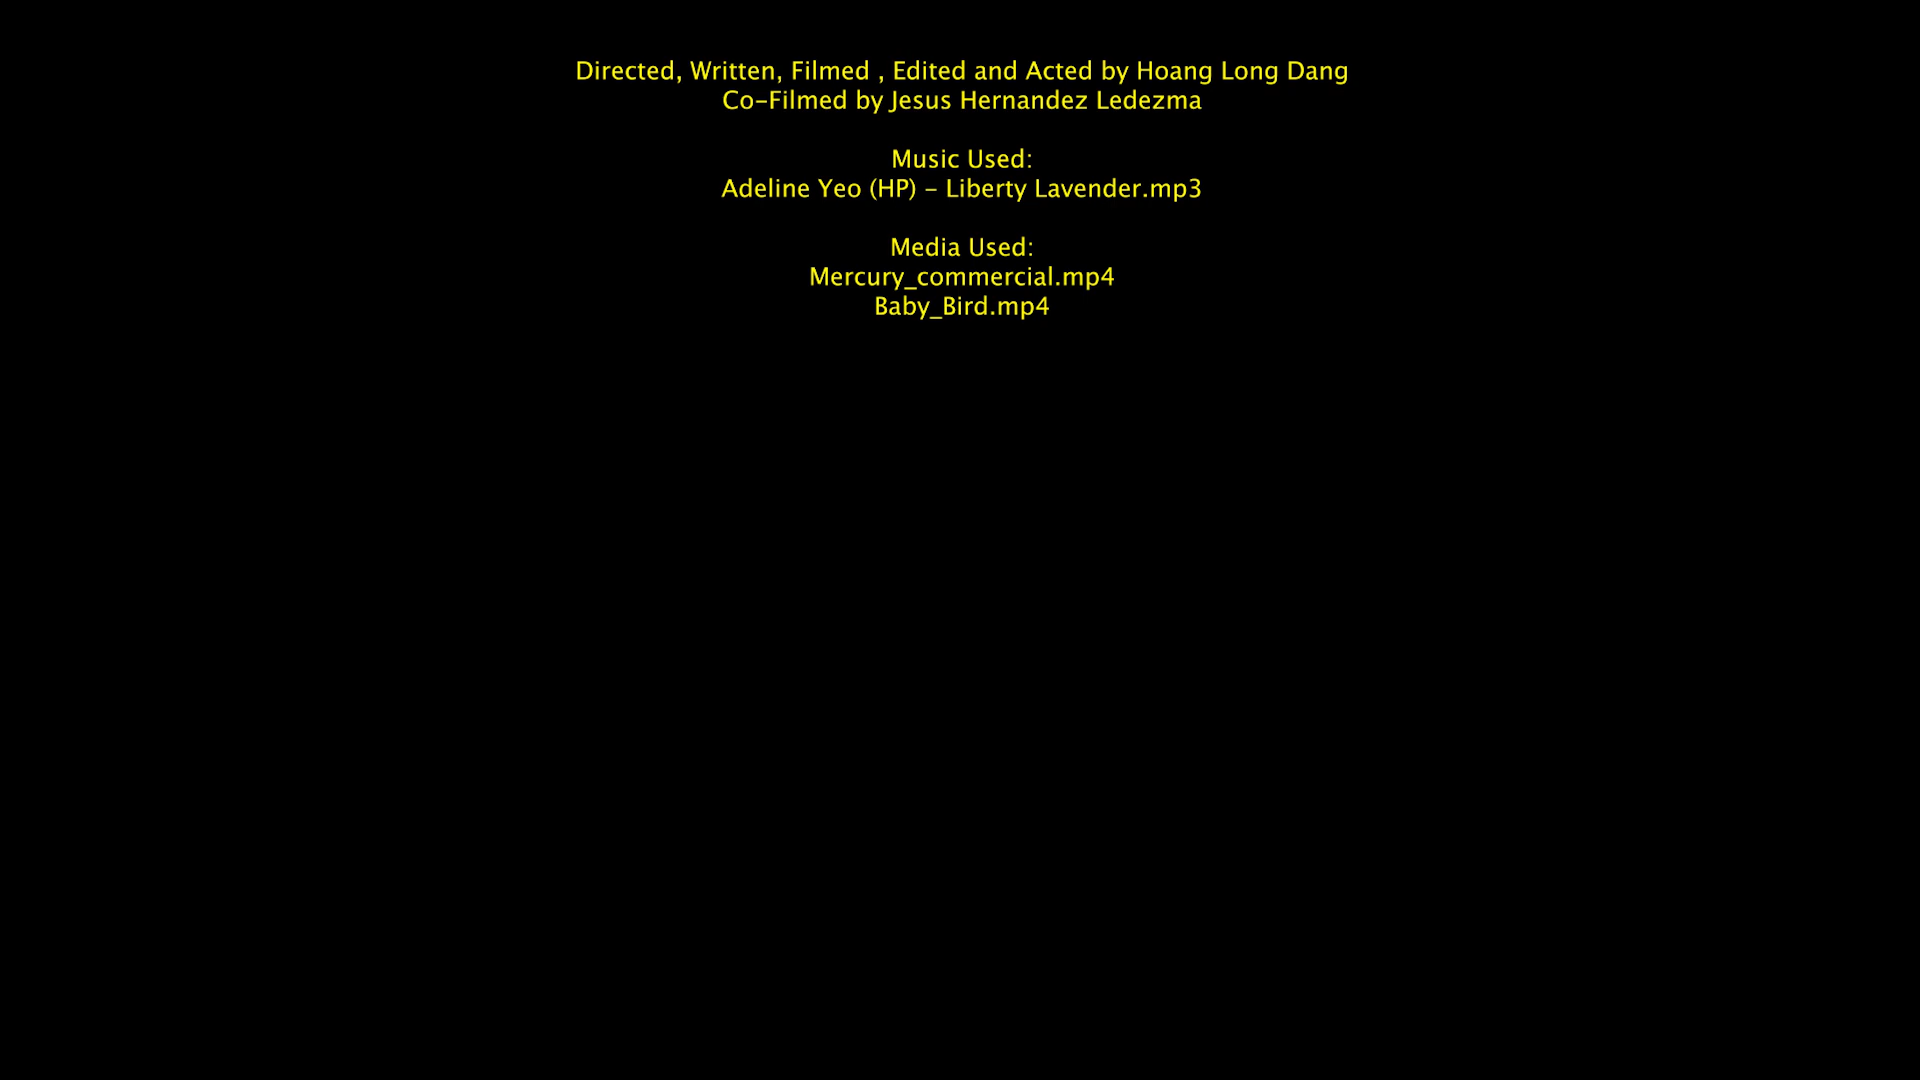 Directed, Written, Filmed , Edited and Acted by Hoang Long Dang
Co-Filmed by Jesus Hernandez Ledezma
Music Used:
Adeline Yeo (HP) - Liberty Lavender.mp3
Media Used:
Mercury_commercial.mp4
Baby_Bird.mp4